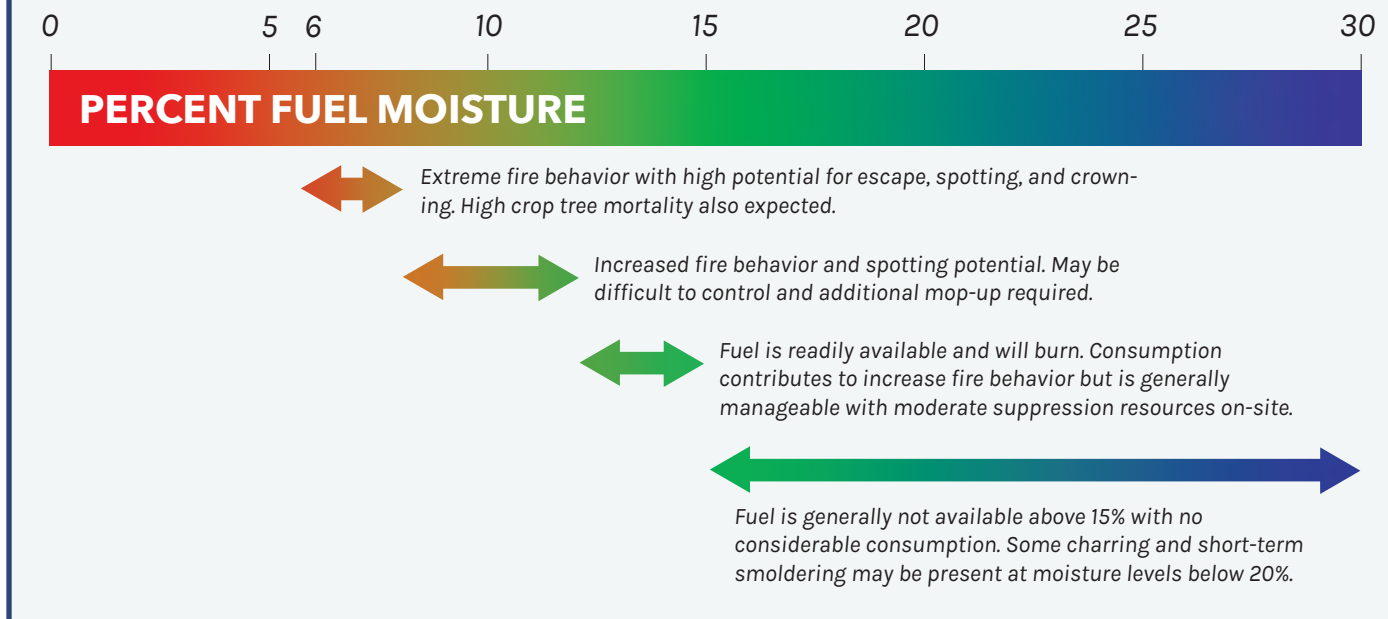 0 5 6 10 15 20 25 30
PERCENT FUEL MOISTURE
Extreme fire behavior with high potential for escape, spotting, and crown-
ing. High crop tree mortality also expected.
Increased fire behavior and spotting potential. May be
difficult to control and additional mop-up required.
Fuel is readily available and will burn. Consumption
contributes to increase fire behavior but is generally
manageable with moderate suppression resources on-site.
Fuel is generally not available above 15% with no
considerable consumption. Some charring and short-term
smoldering may be present at moisture levels below 20%.